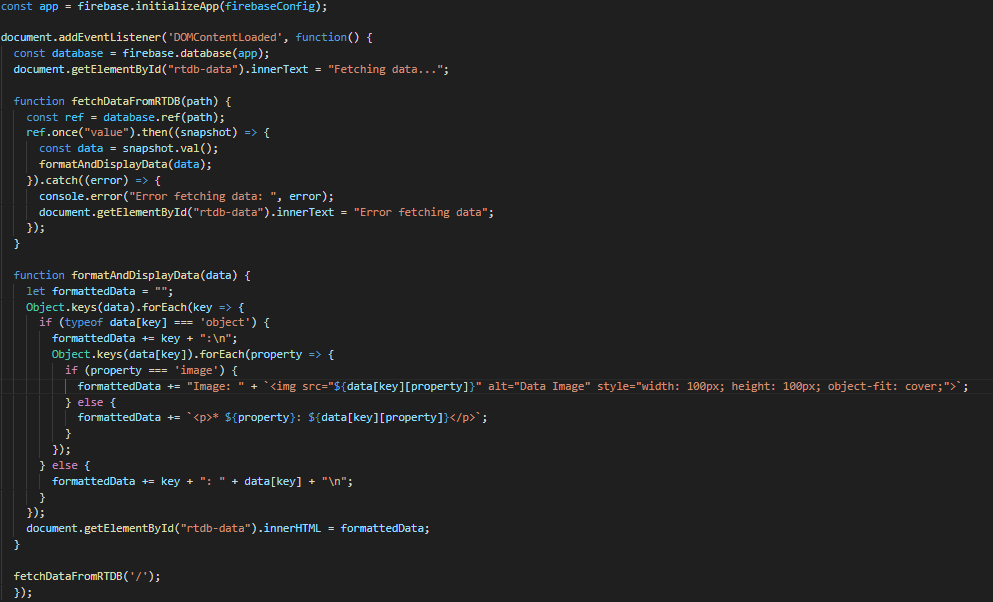 const app = firebase.initializeApp(firebaseConfig);

document.addEventListener('DOMContentLoaded', function() {
  const database = firebase.database(app);
  document.getElementById("rtdb-data").innerText = "Fetching data...";

  function fetchDataFromRTDB(path) {
    const ref = database.ref(path);
    ref.once("value").then((snapshot) => {
      const data = snapshot.val();
      formatAndDisplayData(data);
    }).catch((error) => {
      console.error("Error fetching data: ", error);
      document.getElementById("rtdb-data").innerText = "Error fetching data";
    });
  }

  function formatAndDisplayData(data) {
    let formattedData = "";
    Object.keys(data).forEach(key => {
      if (typeof data[key] === 'object') {
        formattedData += key + ":\n";
        Object.keys(data[key]).forEach(property => {
          if (property === 'image') {
            formattedData += "Image: " + `<img src="${data[key][property]}" alt="Data Image" style="width: 100px; height: 100px; object-fit: cover;">`;
          } else {
            formattedData += `<p>* ${property}: ${data[key][property]}</p>`;
          }
        });
      } else {
        formattedData += key + ": " + data[key] + "\n";
      }
    });
    document.getElementById("rtdb-data").innerHTML = formattedData;
  }

  fetchDataFromRTDB('/');
  });